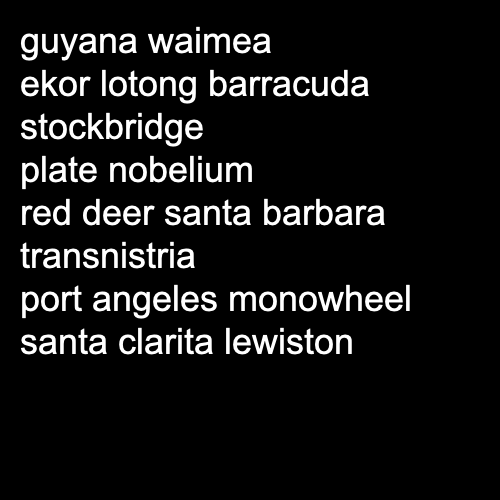 guyana waimea
ekor lotong barracuda
stockbridge
plate nobelium
red deer santa barbara
transnistria
port angeles monowheel
santa clarita lewiston